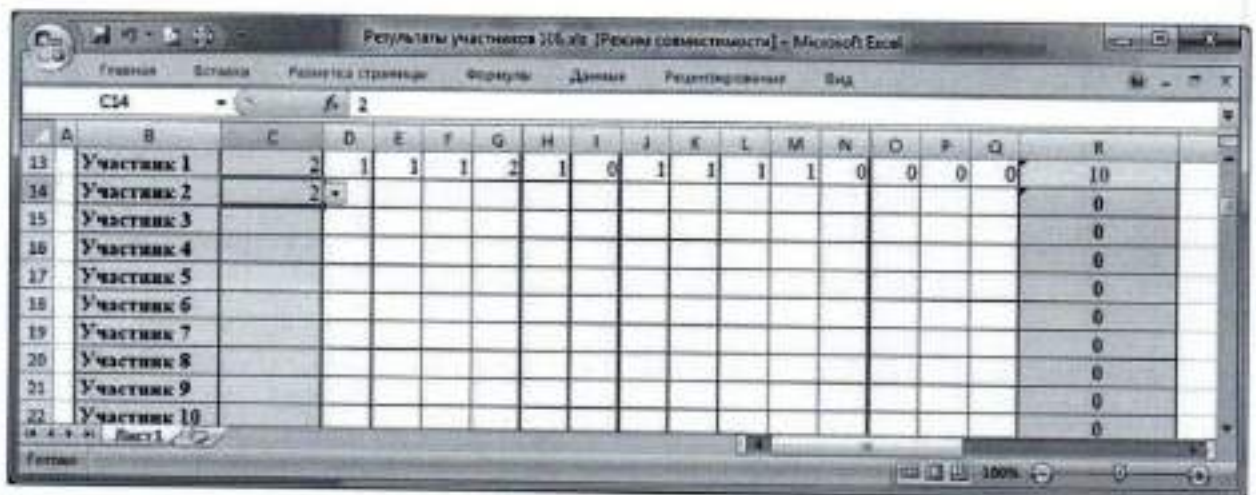 Результаты участников 106.xls [Режим совместимости] - Microsoft Excel
Главная Вставка Разметка страницы Формулы Данные Рецензирование Вид
C14 fx 2
A B C D E F G H I J K L M N O P Q R
13 Участник 1 2 1 1 1 2 1 0 1 1 1 1 0 0 0 0 10
14 Участник 2 2 0
15 Участник 3 0
16 Участник 4 0
17 Участник 5 0
18 Участник 6 0
19 Участник 7 0
20 Участник 8 0
21 Участник 9 0
22 Участник 10 0
Лист1
Готово 100%